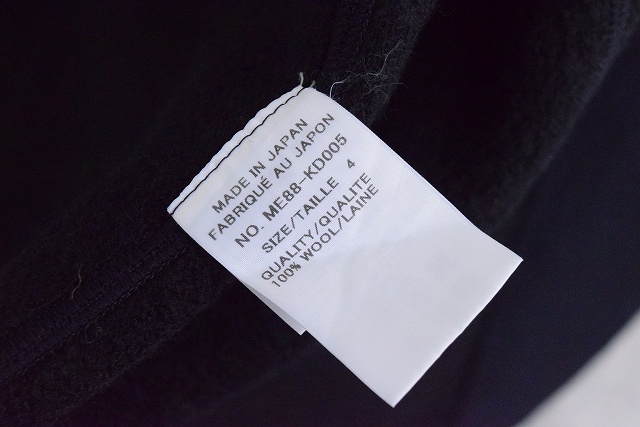 MADE IN JAPAN
FABRIQUÉ AU JAPON
NO. ME88-KD005
SIZE/TAILLE 4
QUALITY/QUALITE
100% WOOL/LAINE